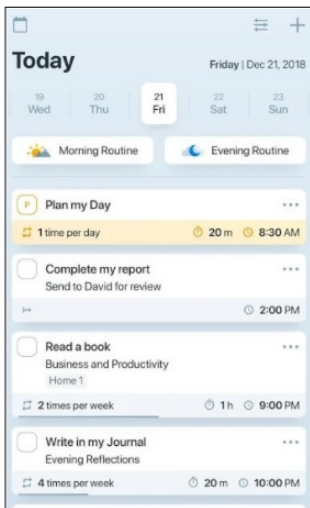 Today
Friday | Dec 21, 2018
19 20 21 22 23
Wed Thu Fri Sat Sun
Morning Routine
Evening Routine
P Plan my Day
1 time per day 20 m 8:30 AM
Complete my report
Send to David for review
2:00 PM
Read a book
Business and Productivity
Home 1
2 times per week 1 h 9:00 PM
Write in my Journal
Evening Reflections
4 times per week 20 m 10:00 PM